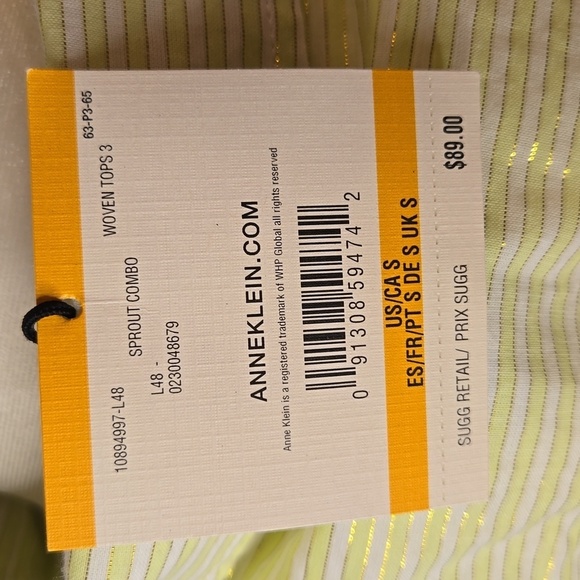 63-P3-65
10894997-L48
WOVEN TOPS 3
SPROUT COMBO
L48 -
0230048679
ANNEKLEIN.COM
Anne Klein is a registered trademark of WHP Global all rights reserved
0 91308 59474 2
US/CA S
ES/FR/PT S DE S UK S
SUGG RETAIL/ PRIX SUGG
$89.00